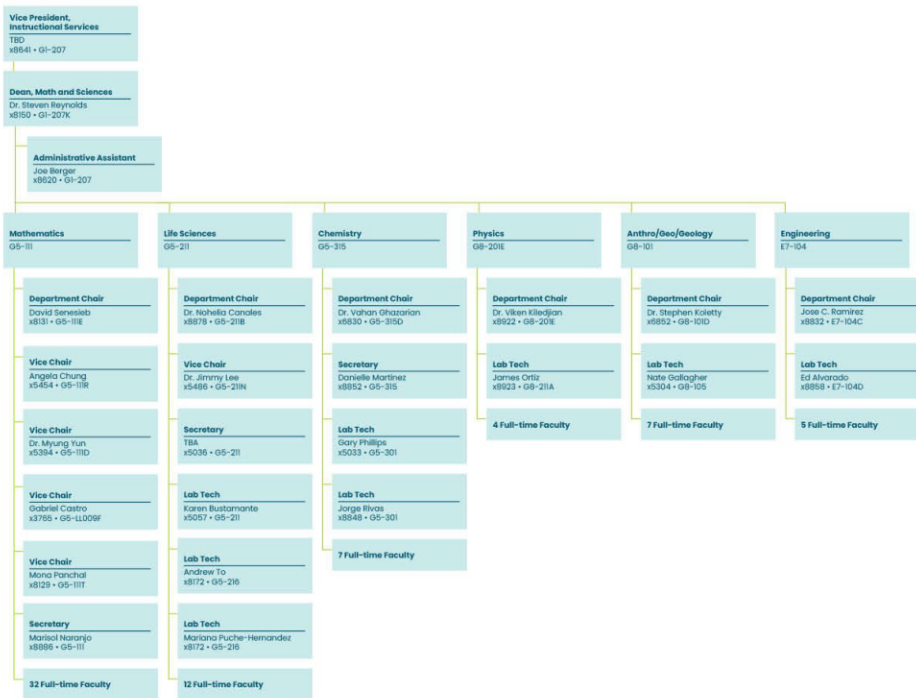 Vice President,
Instructional Services
TBD
x8641 • G1-207
Dean, Math and Sciences
Dr. Steven Reynolds
x8150 • G1-207K
Administrative Assistant
Joe Berger
x8620 • G1-207
Mathematics
G5-111
Department Chair
David Senesieb
x8131 • G5-111E
Vice Chair
Angela Chung
x5454 • G5-111R
Vice Chair
Dr. Myung Yun
x5394 • G5-111D
Vice Chair
Gabriel Castro
x3765 • G5-LL009F
Vice Chair
Mona Panchal
x8129 • G5-111T
Secretary
Marisol Naranjo
x8886 • G5-111
32 Full-time Faculty
Life Sciences
G5-211
Department Chair
Dr. Nohelia Canales
x8878 • G5-211B
Vice Chair
Dr. Jimmy Lee
x5486 • G5-211N
Secretary
TBA
x5036 • G5-211
Lab Tech
Karen Bustamante
x5057 • G5-211
Lab Tech
Andrew To
x8172 • G5-216
Lab Tech
Mariana Puche-Hernandez
x8172 • G5-216
12 Full-time Faculty
Chemistry
G5-315
Department Chair
Dr. Vahan Ghazarian
x6830 • G5-315D
Secretary
Danielle Martinez
x8852 • G5-315
Lab Tech
Gary Phillips
x5033 • G5-301
Lab Tech
Jorge Rivas
x8848 • G5-301
7 Full-time Faculty
Physics
G8-201E
Department Chair
Dr. Viken Kiledjian
x8922 • G8-201E
Lab Tech
James Ortiz
x8923 • G8-211A
4 Full-time Faculty
Anthro/Geo/Geology
G8-101
Department Chair
Dr. Stephen Koletty
x6852 • G8-101D
Lab Tech
Nate Gallagher
x5304 • G8-105
7 Full-time Faculty
Engineering
E7-104
Department Chair
Jose C. Ramirez
x8832 • E7-104C
Lab Tech
Ed Alvarado
x8858 • E7-104D
5 Full-time Faculty